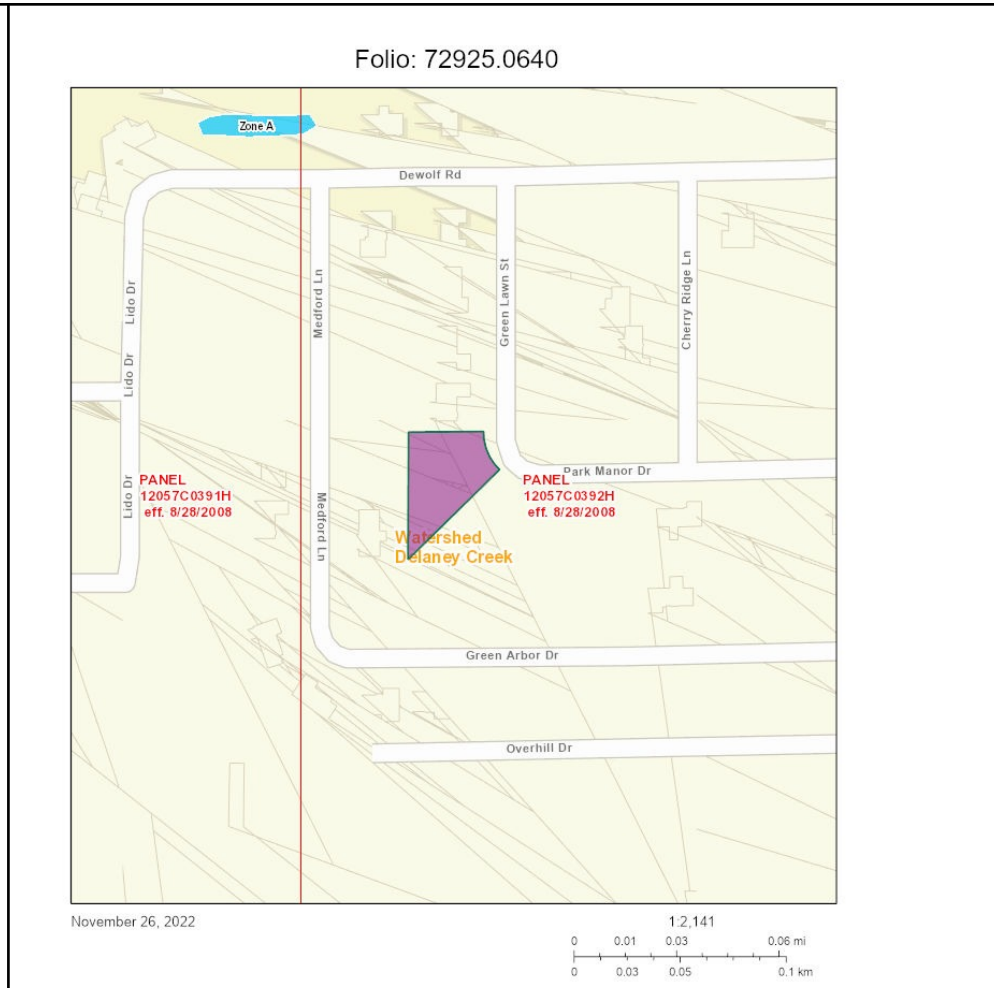 Folio: 72925.0640
Zone A
Dewolf Rd
Lido Dr
Medford Ln
Green Lawn St
Cherry Ridge Ln
Lido Dr
Park Manor Dr
PANEL
12057C0391H
eff. 8/28/2008
PANEL
12057C0392H
eff. 8/28/2008
Lido Dr
Medford Ln
Watershed
Delaney Creek
Green Arbor Dr
Overhill Dr
November 26, 2022
1:2,141
0 0.01 0.03 0.06 mi
0 0.03 0.05 0.1 km